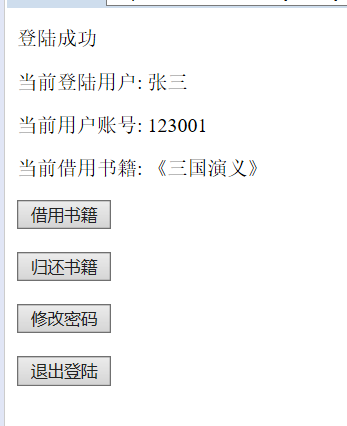 登陆成功
当前登陆用户: 张三
当前用户账号: 123001
当前借用书籍: 《三国演义》
借用书籍
归还书籍
修改密码
退出登陆